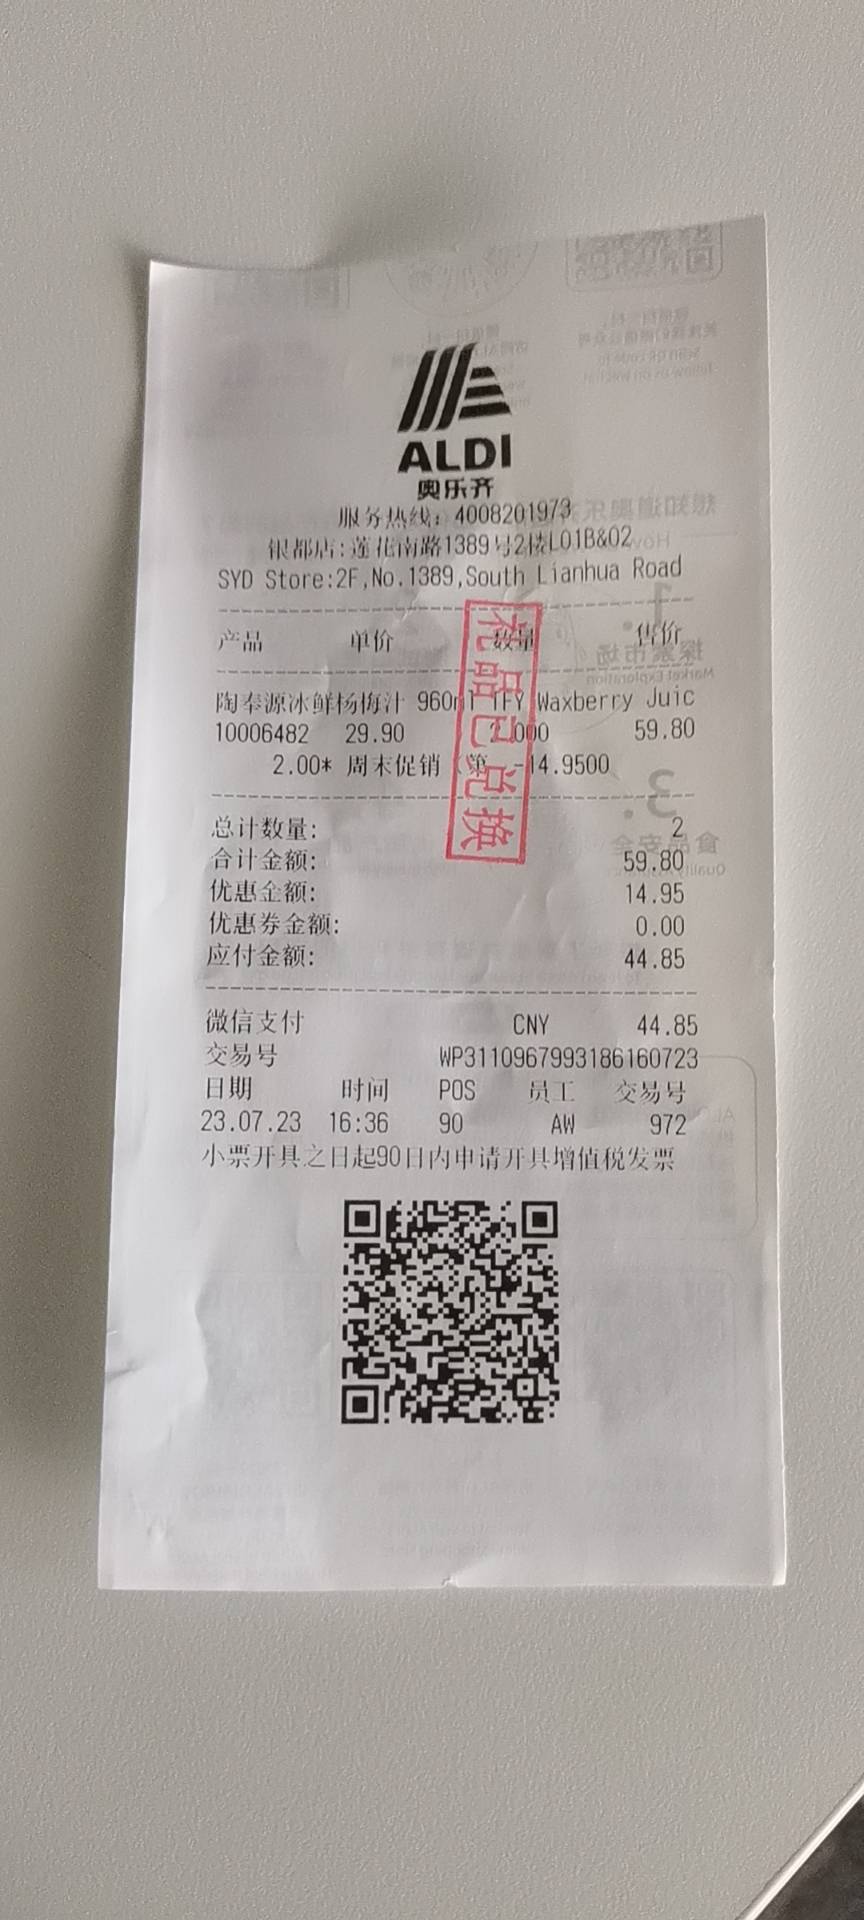 ALDI
奥乐齐
服务热线: 4008201973
银都店:莲花南路1389号2楼L01B&02
SYD Store:2F,No.1389,South Lianhua Road
产品 单价 数量 售价
陶奉源冰鲜杨梅汁 960ml TFY Waxberry Juic
10006482 29.90 2.000 59.80
2.00* 周末促销 (第 -14.9500
礼品已兑换
总计数量: 2
合计金额: 59.80
优惠金额: 14.95
优惠券金额: 0.00
应付金额: 44.85
微信支付 CNY 44.85
交易号 WP3110967993186160723
日期 时间 POS 员工 交易号
23.07.23 16:36 90 AW 972
小票开具之日起90日内申请开具增值税发票